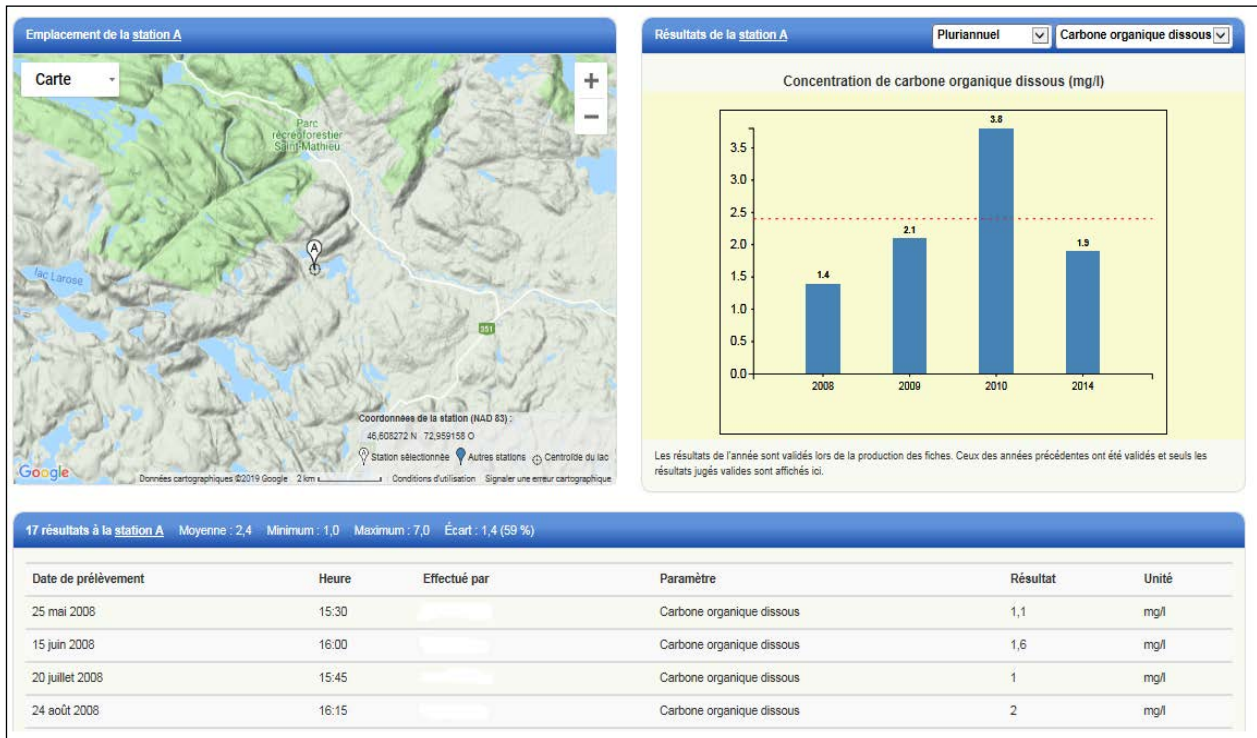 Emplacement de la station A
Carte
+
−
Parc
récréoforestier
Saint-Mathieu
A
lac Larose
351
Coordonnées de la station (NAD 83) :
46,608272 N 72,959158 O
A Station sélectionnée Autres stations Centroïde du lac
Google
Données cartographiques ©2019 Google 2 km Conditions d'utilisation Signaler une erreur cartographique
Résultats de la station A
Pluriannuel
Carbone organique dissous
Concentration de carbone organique dissous (mg/l)
3.8
3.5
3.0
2.5
2.1
2.0
1.9
1.5
1.4
1.0
0.5
0.0
2008 2009 2010 2014
Les résultats de l'année sont validés lors de la production des fiches. Ceux des années précédentes ont été validés et seuls les
résultats jugés valides sont affichés ici.
17 résultats à la station A Moyenne : 2,4 Minimum : 1,0 Maximum : 7,0 Écart : 1,4 (59 %)
Date de prélèvement Heure Effectué par Paramètre Résultat Unité
25 mai 2008 15:30 Carbone organique dissous 1,1 mg/l
15 juin 2008 16:00 Carbone organique dissous 1,6 mg/l
20 juillet 2008 15:45 Carbone organique dissous 1 mg/l
24 août 2008 16:15 Carbone organique dissous 2 mg/l